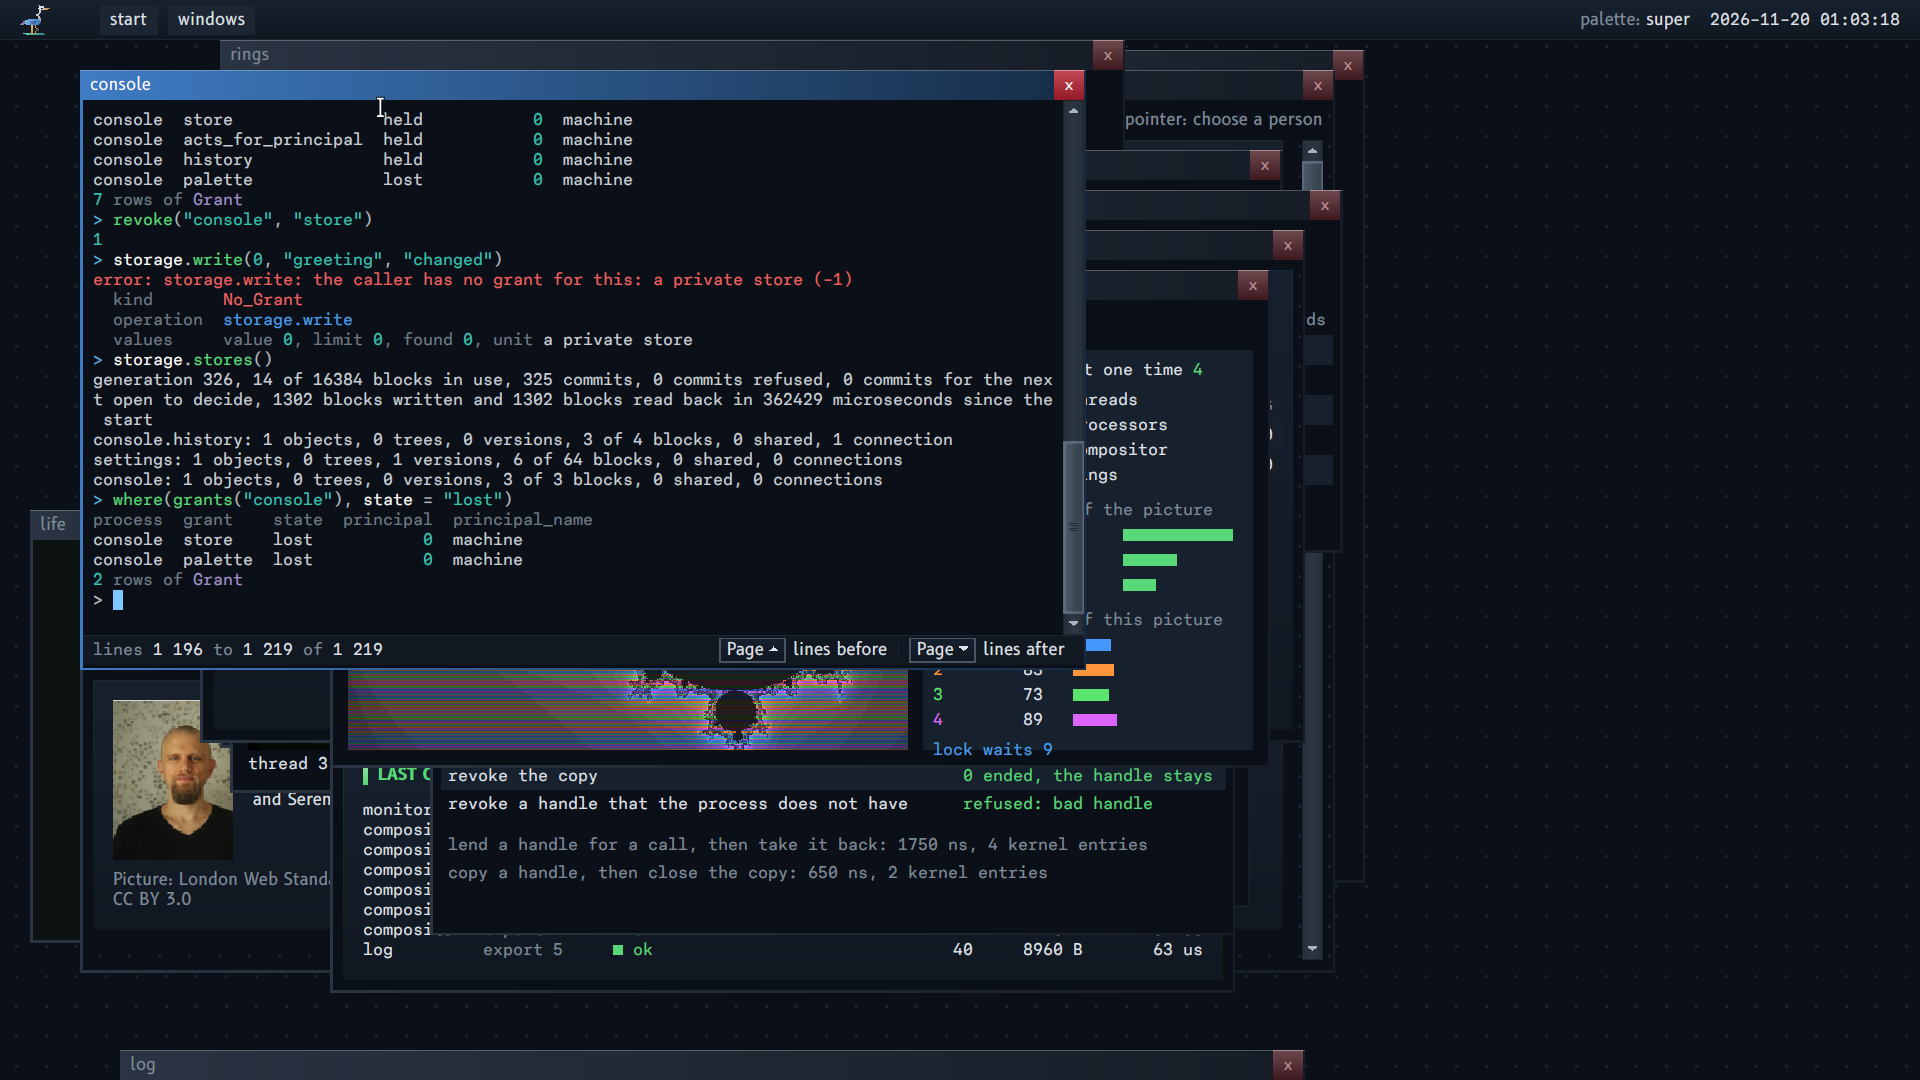 start windows palette: super 2026-11-20 01:03:18
rings x
x
console x
x
pointer: choose a person
console store held 0 machine
console acts_for_principal held 0 machine
console history held 0 machine
console palette lost 0 machine
7 rows of Grant
> revoke("console", "store")
1
> storage.write(0, "greeting", "changed")
error: storage.write: the caller has no grant for this: a private store (-1)
kind No_Grant
operation storage.write
values value 0, limit 0, found 0, unit a private store
> storage.stores()
generation 326, 14 of 16384 blocks in use, 325 commits, 0 commits refused, 0 commits for the nex
t open to decide, 1302 blocks written and 1302 blocks read back in 362429 microseconds since the
start
console.history: 1 objects, 0 trees, 0 versions, 3 of 4 blocks, 0 shared, 1 connection
settings: 1 objects, 0 trees, 1 versions, 6 of 64 blocks, 0 shared, 0 connections
console: 1 objects, 0 trees, 0 versions, 3 of 3 blocks, 0 shared, 0 connections
> where(grants("console"), state = "lost")
process grant state principal principal_name
console store lost 0 machine
console palette lost 0 machine
2 rows of Grant
>
lines 1 196 to 1 219 of 1 219 Page lines before Page lines after
x
x
x
x
ds
t one time 4
reads
ocessors
mpositor
ngs
f the picture
f this picture
3 73
4 89
lock waits 9
life
thread 3
and Seren
Picture: London Web Standa
CC BY 3.0
LAST C
monitor
composi
composi
composi
composi
composi
composi
log export 5 ok 40 8960 B 63 us
revoke the copy 0 ended, the handle stays
revoke a handle that the process does not have refused: bad handle
lend a handle for a call, then take it back: 1750 ns, 4 kernel entries
copy a handle, then close the copy: 650 ns, 2 kernel entries
log x